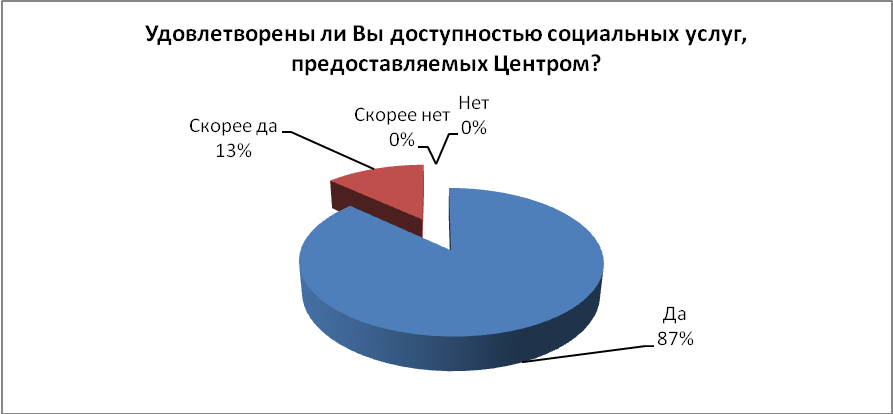 Удовлетворены ли Вы доступностью социальных услуг,
предоставляемых Центром?
Скорее да
13%
Скорее нет
0%
Нет
0%
Да
87%